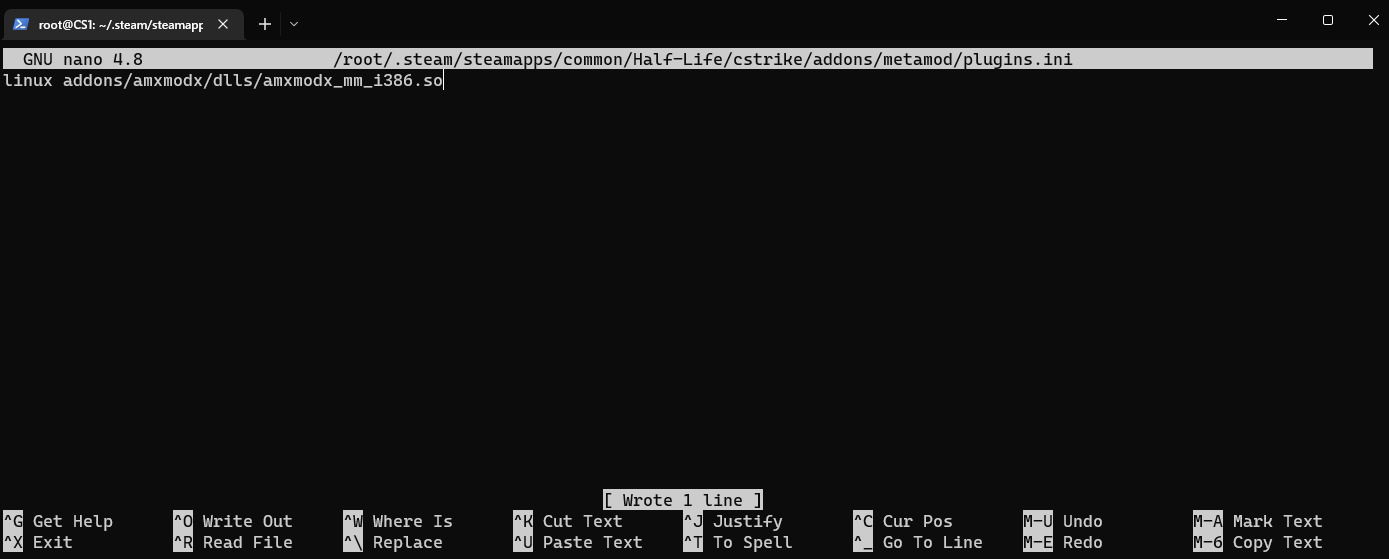 root@CS1: ~/.steam/steamapp
GNU nano 4.8 /root/.steam/steamapps/common/Half-Life/cstrike/addons/metamod/plugins.ini
linux addons/amxmodx/dlls/amxmodx_mm_i386.so
[ Wrote 1 line ]
^G Get Help ^O Write Out ^W Where Is ^K Cut Text ^J Justify ^C Cur Pos M-U Undo M-A Mark Text
^X Exit ^R Read File ^\ Replace ^U Paste Text ^T To Spell ^_ Go To Line M-E Redo M-6 Copy Text